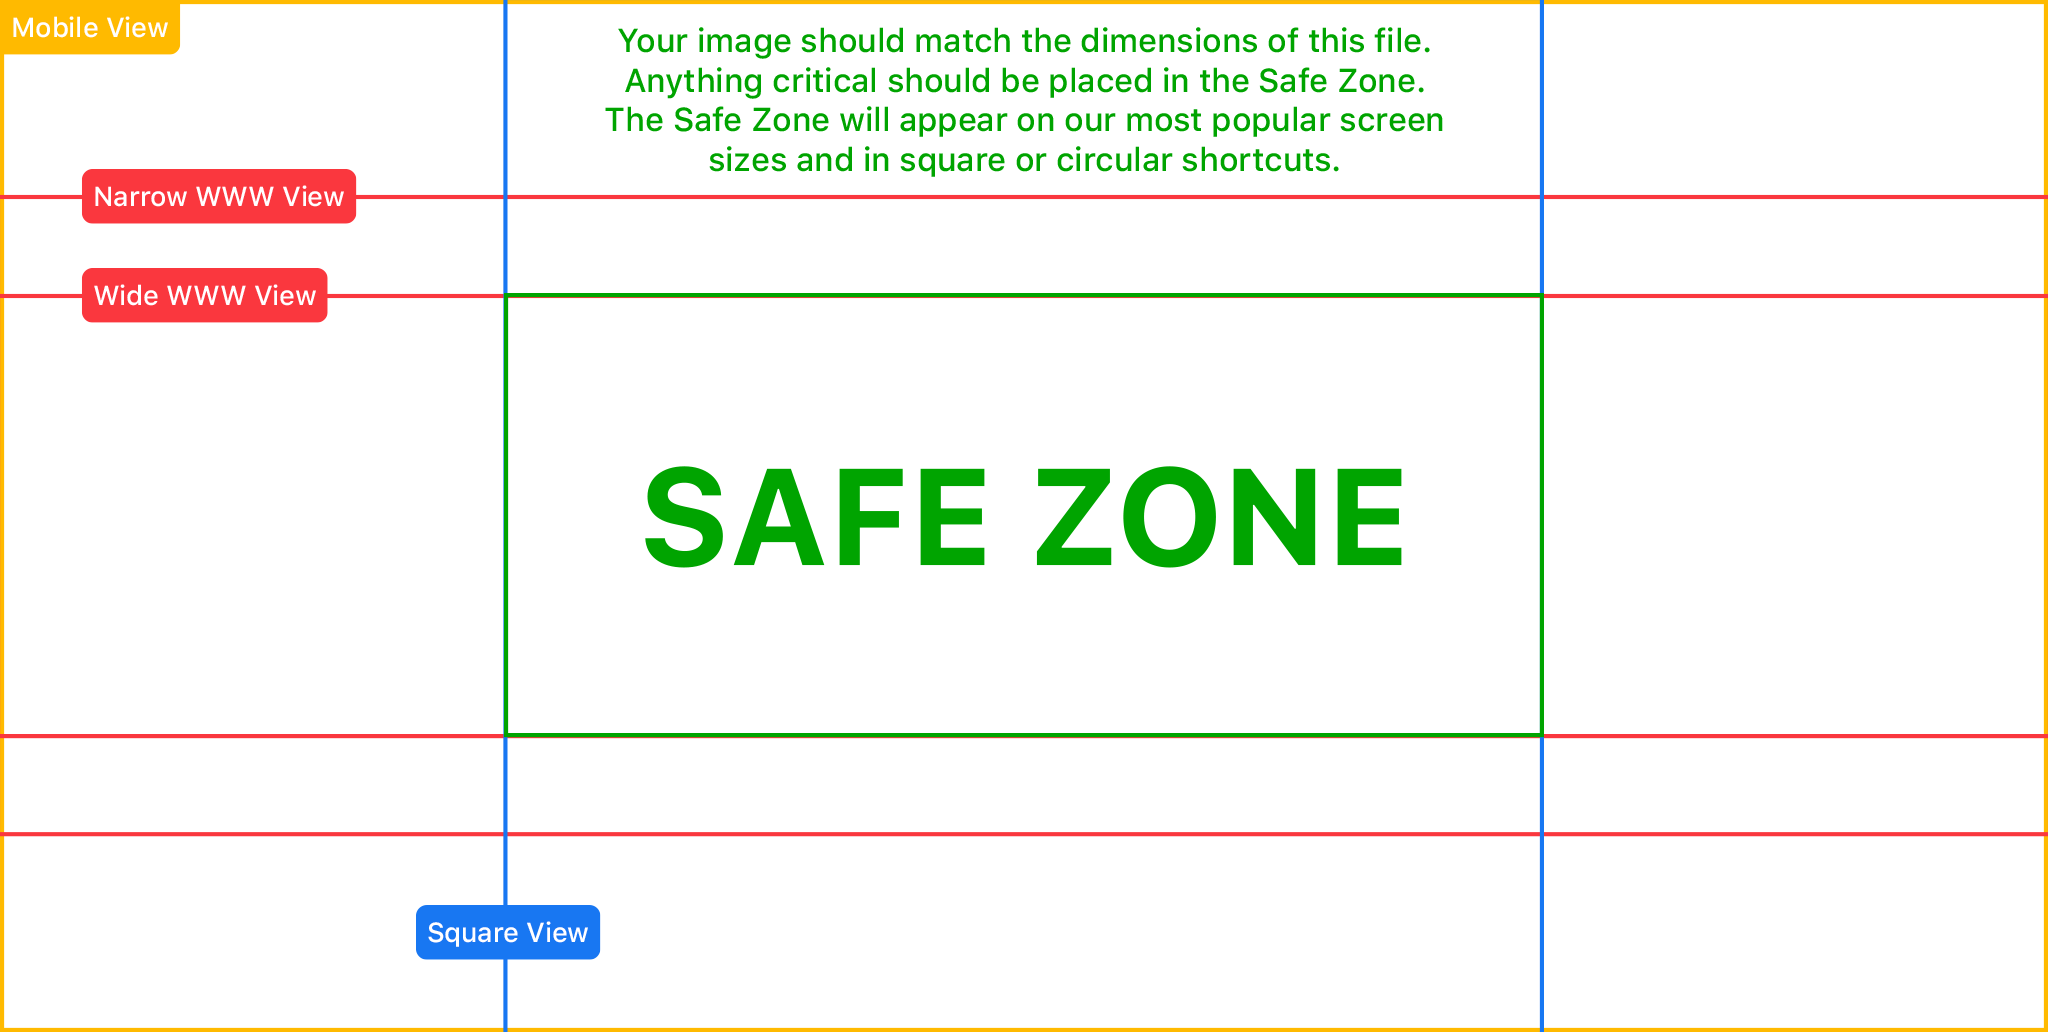 Mobile View
Your image should match the dimensions of this file.
Anything critical should be placed in the Safe Zone.
The Safe Zone will appear on our most popular screen
sizes and in square or circular shortcuts.
Narrow WWW View
Wide WWW View
SAFE ZONE
Square View